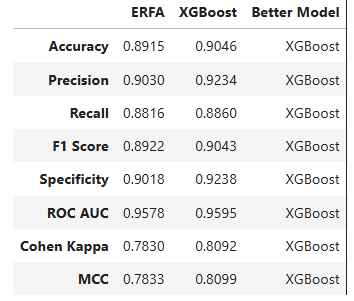 ERFA XGBoost Better Model
Accuracy 0.8915 0.9046 XGBoost
Precision 0.9030 0.9234 XGBoost
Recall 0.8816 0.8860 XGBoost
F1 Score 0.8922 0.9043 XGBoost
Specificity 0.9018 0.9238 XGBoost
ROC AUC 0.9578 0.9595 XGBoost
Cohen Kappa 0.7830 0.8092 XGBoost
MCC 0.7833 0.8099 XGBoost